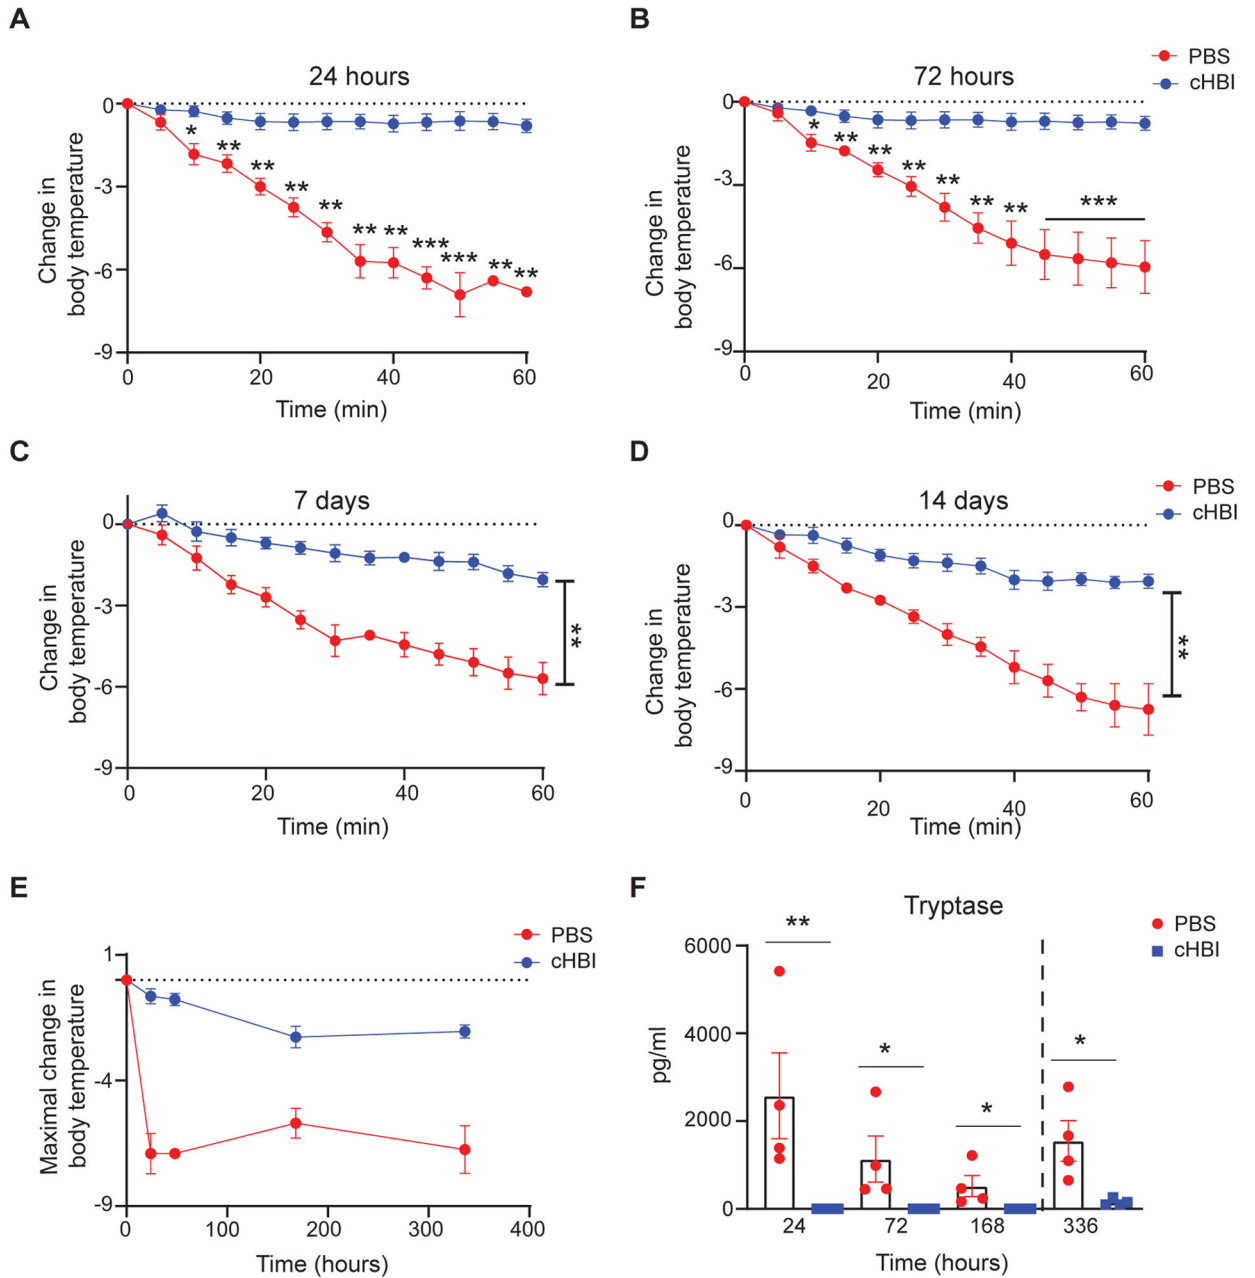 A
B
24 hours
72 hours
PBS
cHBI
0
-3
-6
-9
Change in
body temperature
*
**
**
**
**
**
**
***
***
**
**
0
20
40
60
Time (min)
0
-3
-6
-9
Change in
body temperature
*
**
**
**
**
**
**
***
0
20
40
60
Time (min)
C
D
7 days
14 days
PBS
cHBI
0
-3
-6
-9
Change in
body temperature
**
0
20
40
60
Time (min)
0
-3
-6
-9
Change in
body temperature
**
0
20
40
60
Time (min)
E
F
PBS
cHBI
1
-4
-9
Maximal change in
body temperature
0
100
200
300
400
Time (hours)
Tryptase
PBS
cHBI
6000
4000
2000
0
pg/ml
**
*
*
*
24
72
168
336
Time (hours)